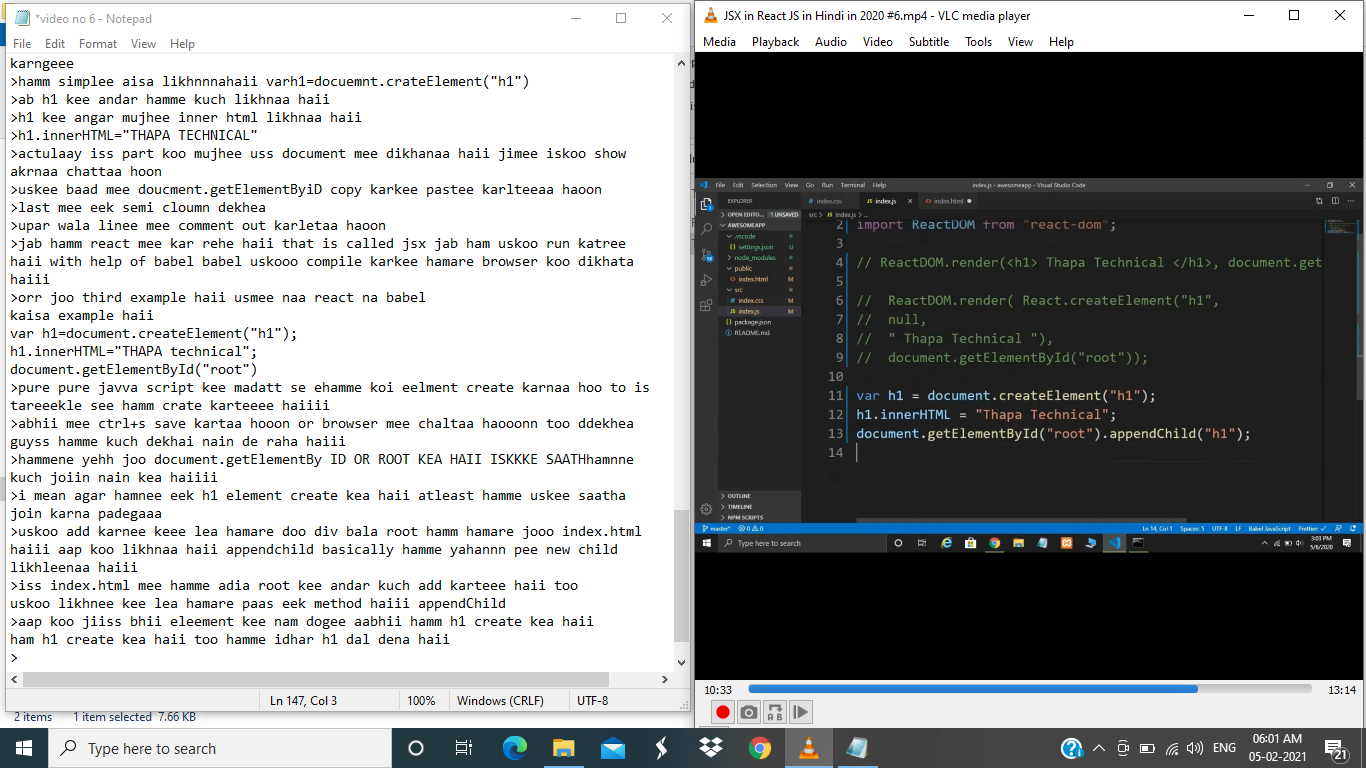 *video no 6 - Notepad
File Edit Format View Help
karngeee
>hamm simplee aisa likhnnnahaii varh1=docuemnt.crateElement("h1")
>ab h1 kee andar hamme kuch likhnaa haii
>h1 kee angar mujhee inner html likhnaa haii
>h1.innerHTML="THAPA TECHNICAL"
>actulaay iss part koo mujhee uss document mee dikhanaa haii jimee iskoo show
akrnaa chattaa hoon
>uskee baad mee doucment.getElementByiD copy karkee pastee karlteeaa haoon
>last mee eek semi cloumn dekhea
>upar wala linee mee comment out karletaa haoon
>jab hamm react mee kar rehe haii that is called jsx jab ham uskoo run katree
haii with help of babel babel uskooo compile karkee hamare browser koo dikhata
haiii
>orr joo third example haii usmee naa react na babel
kaisa example haii
var h1=document.createElement("h1");
h1.innerHTML="THAPA technical";
document.getElementById("root")
>pure pure javva script kee madatt se ehamme koi eelment create karnaa hoo to is
tareeekle see hamm crate karteeee haiiii
>abhii mee ctrl+s save kartaa hooon or browser mee chaltaa haooonn too ddekhea
guyss hamme kuch dekhai nain de raha haiii
>hammene yehh joo document.getElementBy ID OR ROOT KEA HAII ISKKKE SAATHhamnne
kuch joiin nain kea haiiii
>i mean agar hamnee eek h1 element create kea haii atleast hamme uskee saatha
join karna padegaaa
>uskoo add karnee keee lea hamare doo div bala root hamm hamare jooo index.html
haiii aap koo likhnaa haii appendchild basically hamme yahannn pee new child
likhleenaa haiii
>iss index.html mee hamme adia root kee andar kuch add karteee haii too
uskoo likhnee kee lea hamare paas eek method haiii appendChild
>aap koo jiiss bhii eleement kee nam dogee aabhii hamm h1 create kea haii
ham h1 create kea haii too hamme idhar h1 dal dena haii
>
Ln 147, Col 3 100% Windows (CRLF) UTF-8
2 items 1 item selected 7.66 KB
JSX in React JS in Hindi in 2020 #6.mp4 - VLC media player
Media Playback Audio Video Subtitle Tools View Help
File Edit Selection View Go Run Terminal Help index.js - awesomeapp - Visual Studio Code
EXPLORER
OPEN EDITO... 1 UNSAVED
AWESOMEAPP
.vscode
settings.json U
node_modules
public
index.html M
src
index.css M
index.js M
package.json
README.md
OUTLINE
TIMELINE
NPM SCRIPTS
index.css index.js index.html
src > index.js > ...
2 import ReactDOM from "react-dom";
3
4 // ReactDOM.render(<h1> Thapa Technical </h1>, document.get
5
6 // ReactDOM.render( React.createElement("h1",
7 // null,
8 // " Thapa Technical "),
9 // document.getElementById("root"));
10
11 var h1 = document.createElement("h1");
12 h1.innerHTML = "Thapa Technical";
13 document.getElementById("root").appendChild("h1");
14
master* 0 0 Ln 14, Col 1 Spaces: 5 UTF-8 LF Babel JavaScript Prettier: ✓
Type here to search 3:03 PM
5/6/2020
10:33 13:14
A B
Type here to search ENG 06:01 AM
05-02-2021
21